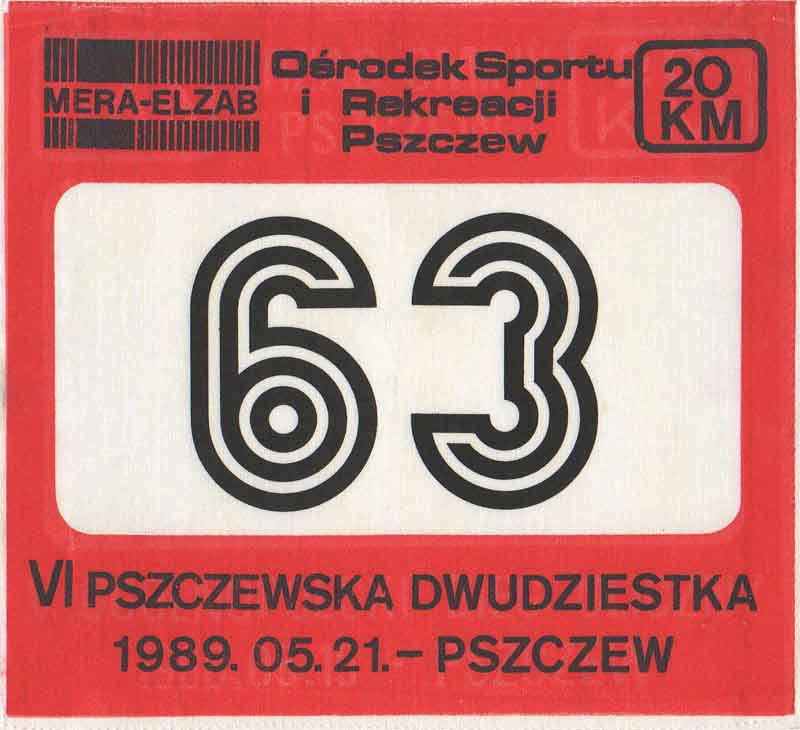 MERA-ELZAB
Ośrodek Sportu
i Rekreacji
Pszczew
20
KM
63
VI PSZCZEWSKA DWUDZIESTKA
1989. 05. 21. – PSZCZEW